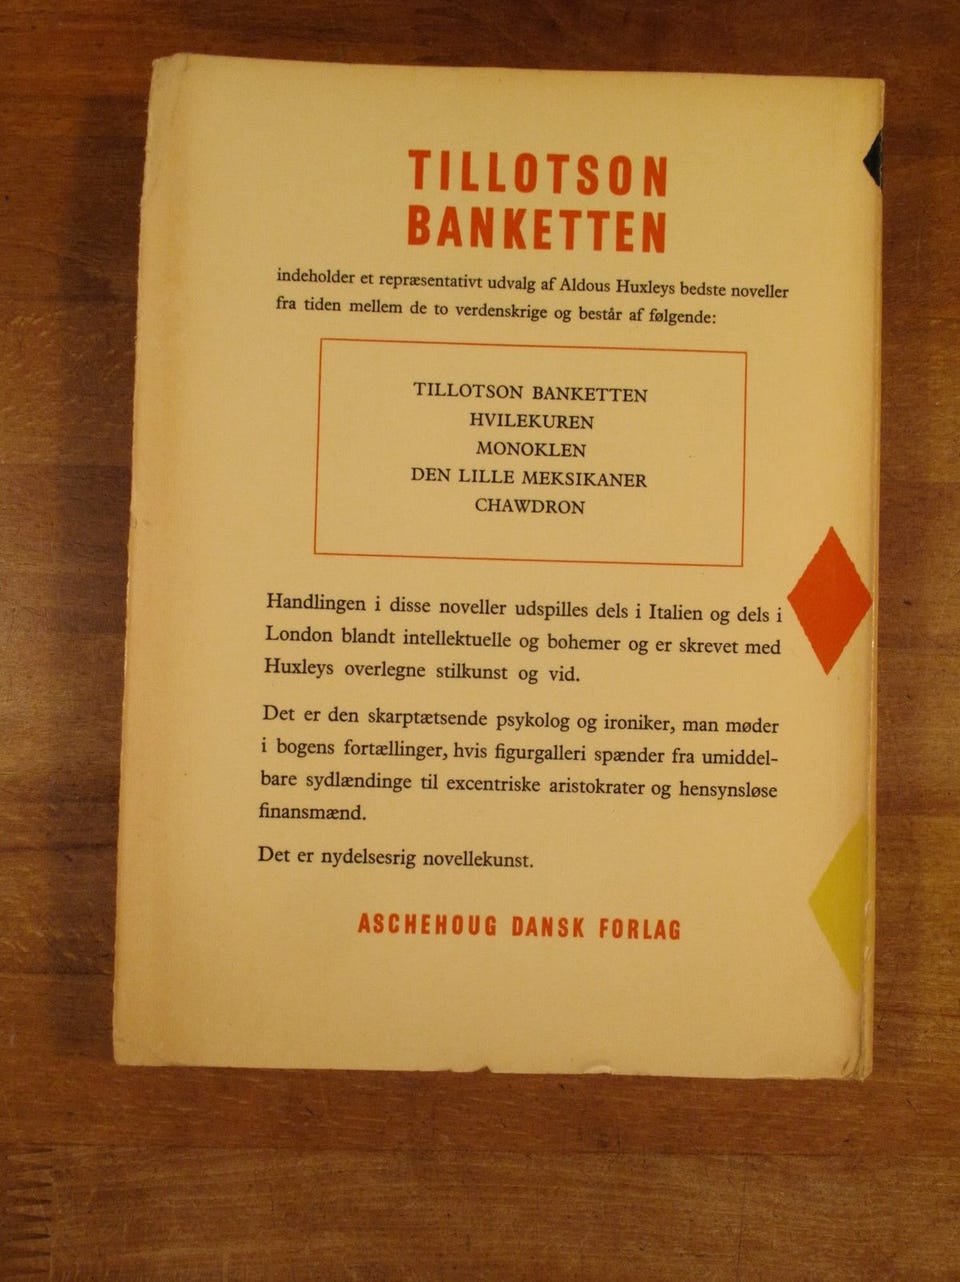 TILLOTSON
BANKETTEN
indeholder et repræsentativt udvalg af Aldous Huxleys bedste noveller
fra tiden mellem de to verdenskrige og består af følgende:
TILLOTSON BANKETTEN
HVILEKUREN
MONOKLEN
DEN LILLE MEKSIKANER
CHAWDRON
Handlingen i disse noveller udspilles dels i Italien og dels i
London blandt intellektuelle og bohemer og er skrevet med
Huxleys overlegne stilkunst og vid.
Det er den skarptætsende psykolog og ironiker, man møder
i bogens fortællinger, hvis figurgalleri spænder fra umiddel-
bare sydlændinge til excentriske aristokrater og hensynsløse
finansmænd.
Det er nydelsesrig novellekunst.
ASCHEHOUG DANSK FORLAG